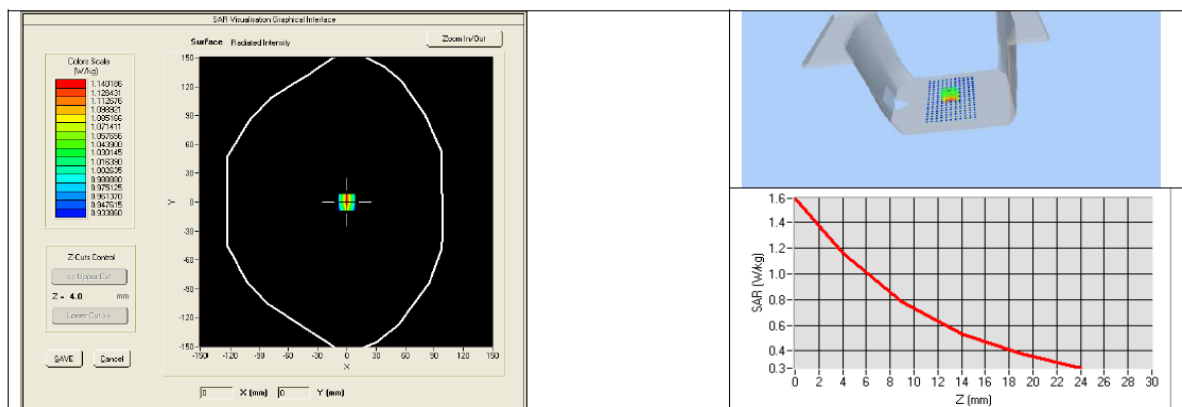 SAR Visualisation Graphical Interface
Surface Radiated Intensity
Zoom In/Out
Colors Scale
(W/kg)
1.140186
1.126431
1.112676
1.098921
1.085166
1.071411
1.057656
1.043900
1.030145
1.016390
1.002635
0.988880
0.975125
0.961370
0.947615
0.933860
Z-Cuts Control
<< Upper Cut
Z = 4.0 mm
Lower Cut >>
SAVE Cancel
150
120
90
60
30
0
-30
-60
-90
-120
-150
Y
-150 -120 -90 -60 -30 0 30 60 90 120 150
X
0 X (mm) 0 Y (mm)
1.6
1.4
1.2
1.0
0.8
0.6
0.4
0.3
SAR (W/kg)
0 2 4 6 8 10 12 14 16 18 20 22 24 26 28 30
Z (mm)